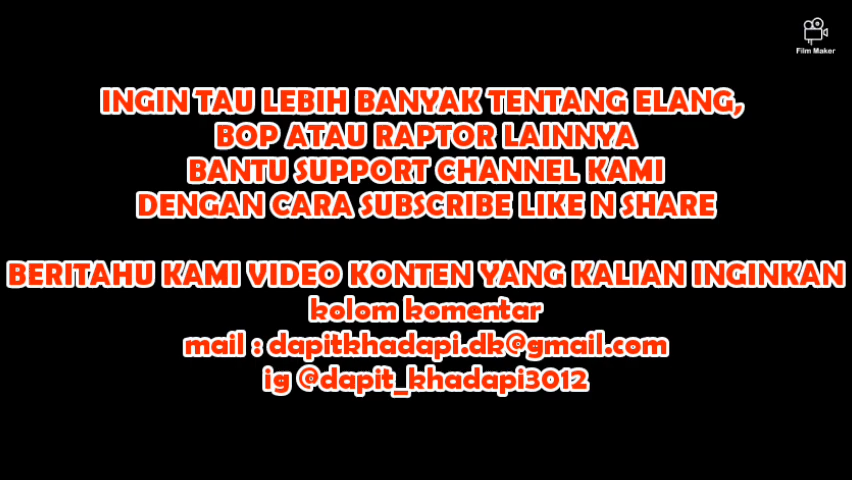 Film Maker
INGIN TAU LEBIH BANYAK TENTANG ELANG,
BOP ATAU RAPTOR LAINNYA
BANTU SUPPORT CHANNEL KAMI
DENGAN CARA SUBSCRIBE LIKE N SHARE
BERITAHU KAMI VIDEO KONTEN YANG KALIAN INGINKAN
kolom komentar
mail : dapitkhadapi.dk@gmail.com
ig @dapit_khadapi3012